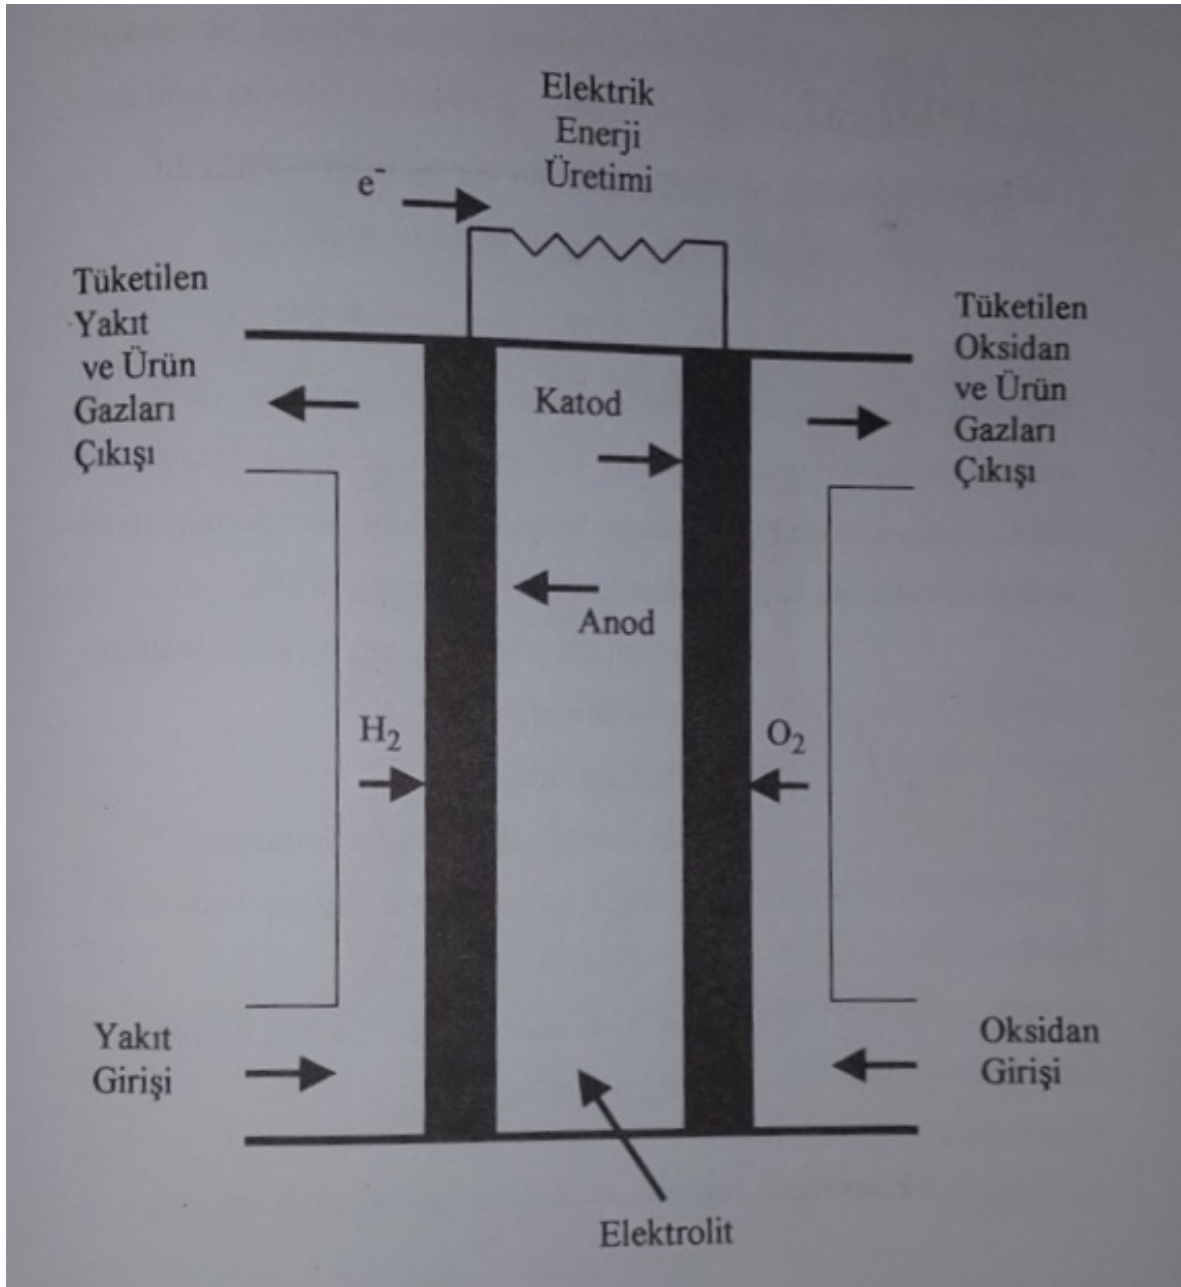 Elektrik
Enerji
Üretimi
e⁻
Tüketilen
Yakıt
ve Ürün
Gazları
Çıkışı
Katod
Tüketilen
Oksidan
ve Ürün
Gazları
Çıkışı
Anod
H₂
O₂
Yakıt
Girişi
Oksidan
Girişi
Elektrolit